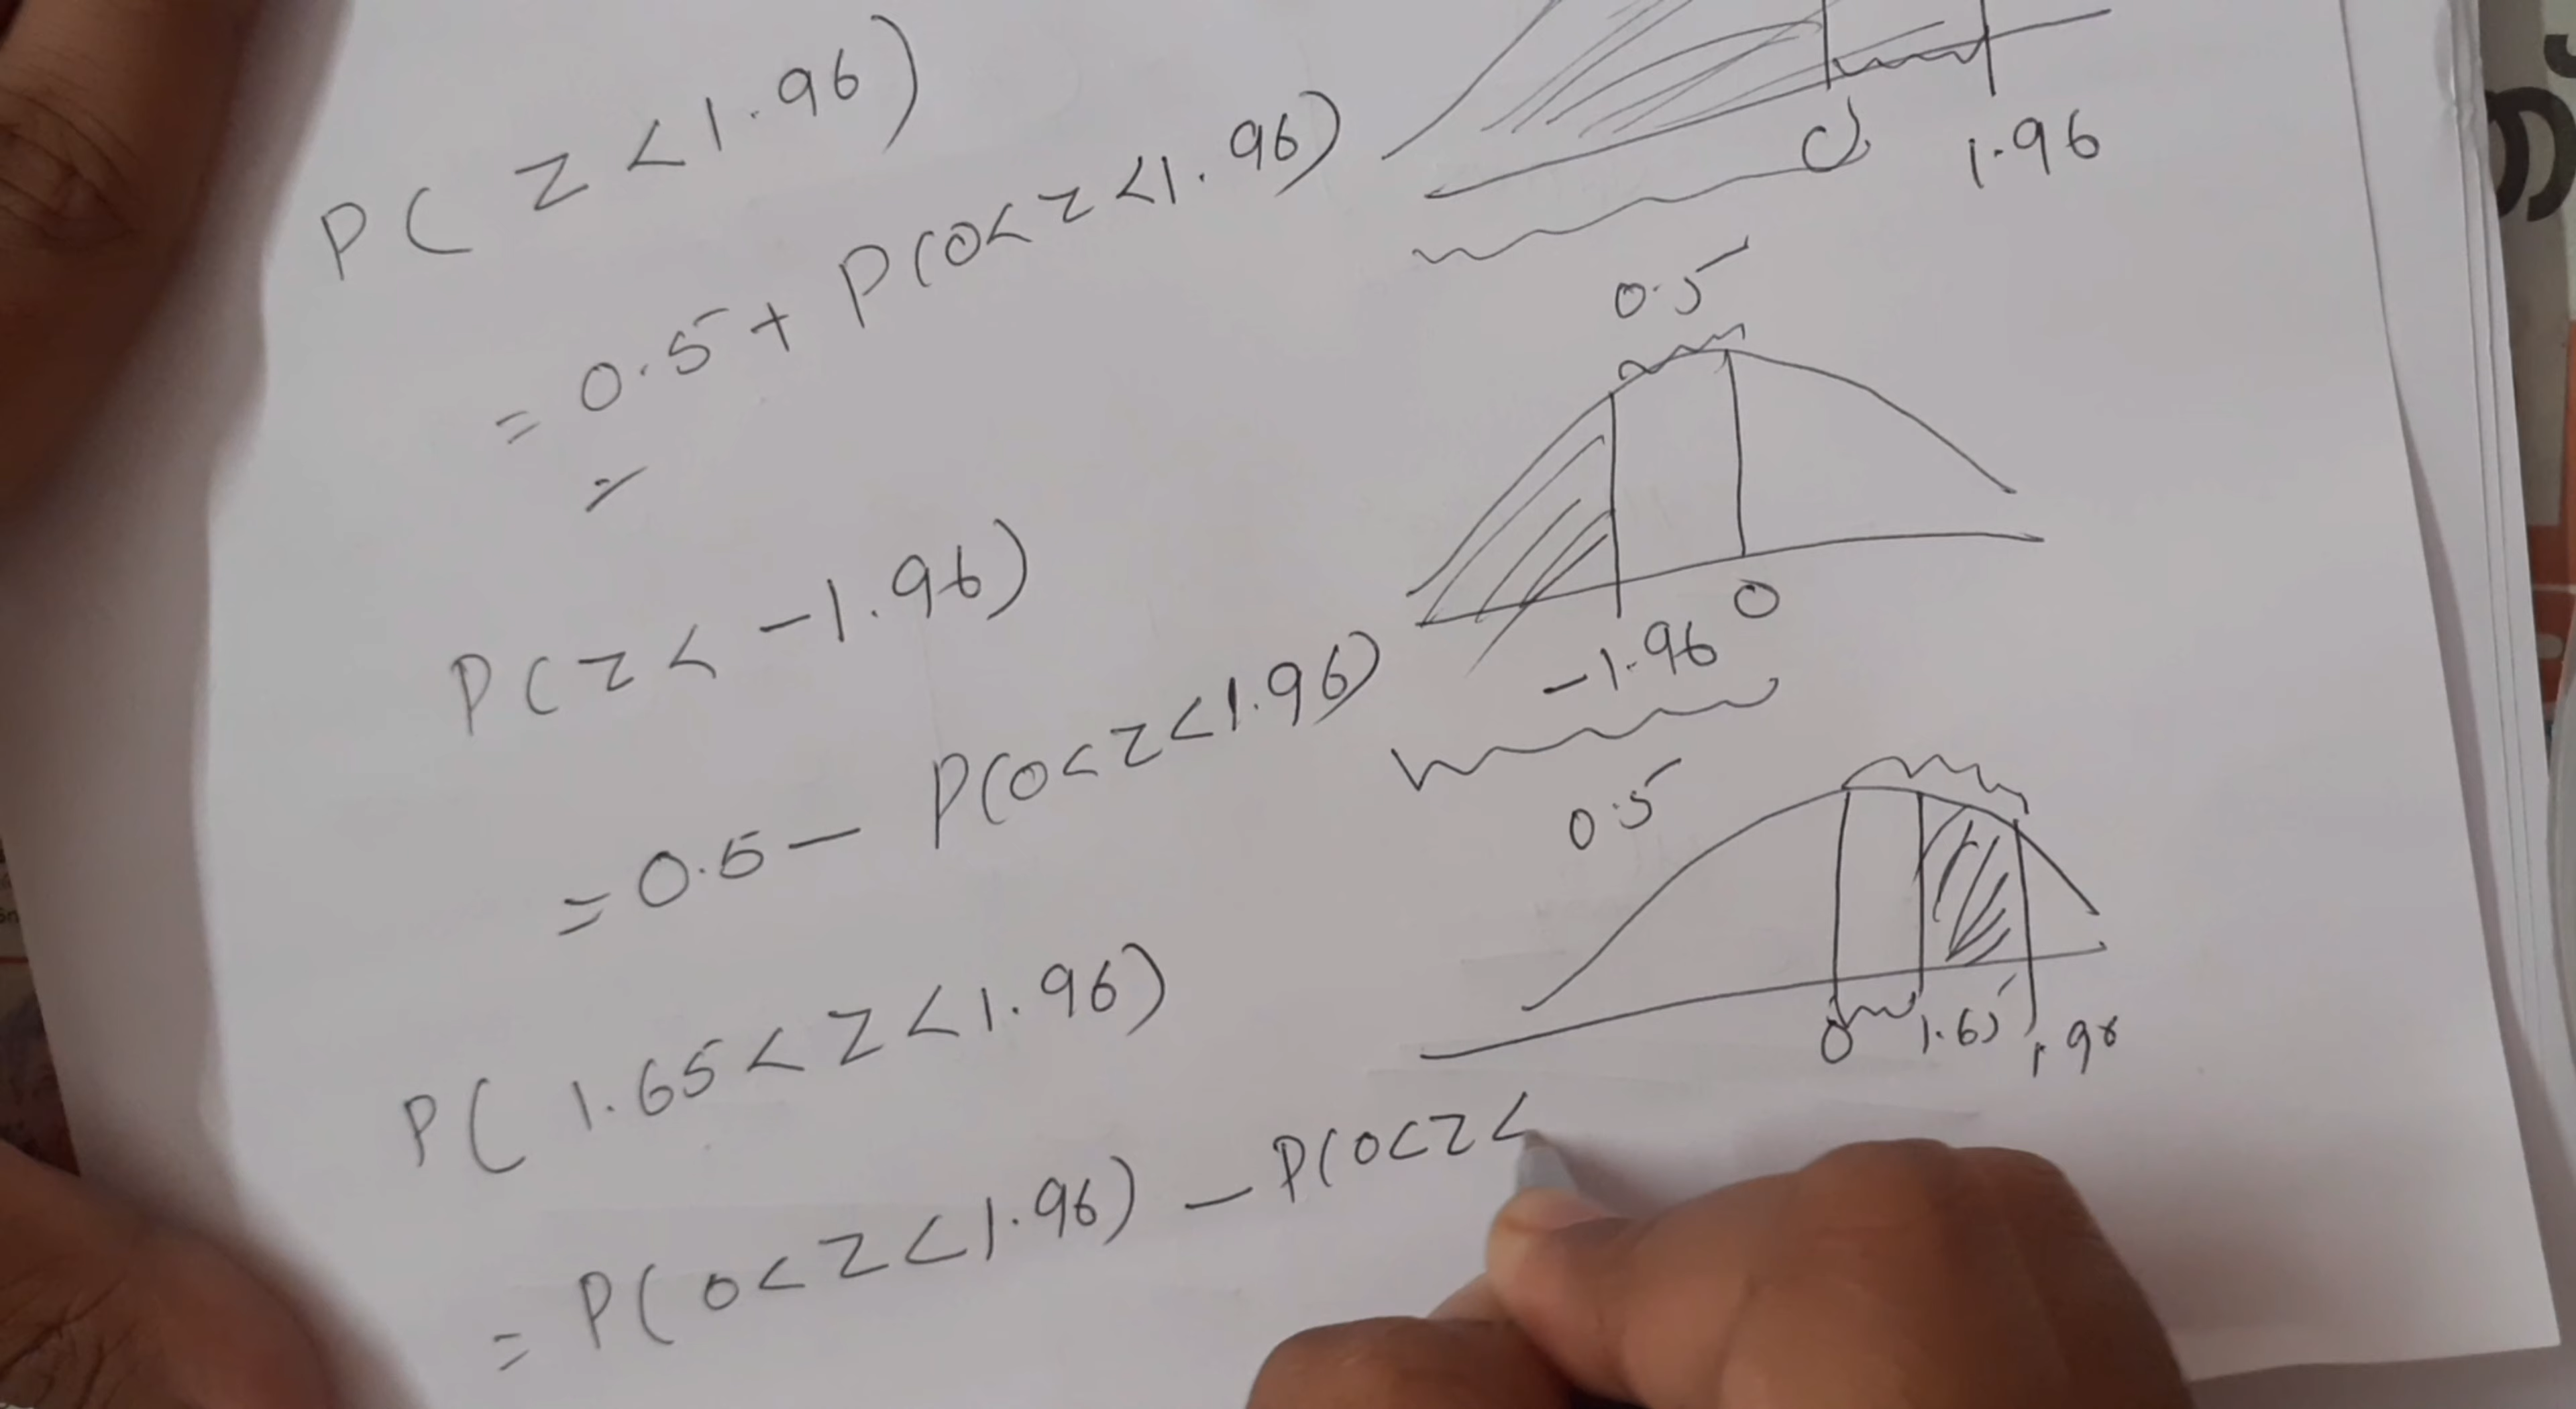 P( Z < 1.96)
= 0.5 + P(0< Z <1.96)
=
P(Z < -1.96)
= 0.5 - P(0< Z <1.96)
P( 1.65 < Z < 1.96)
= P( 0 < Z < 1.96) - P(0<Z <
0 1.96
0.5
-1.96 0
0.5
0 1.65 1.96